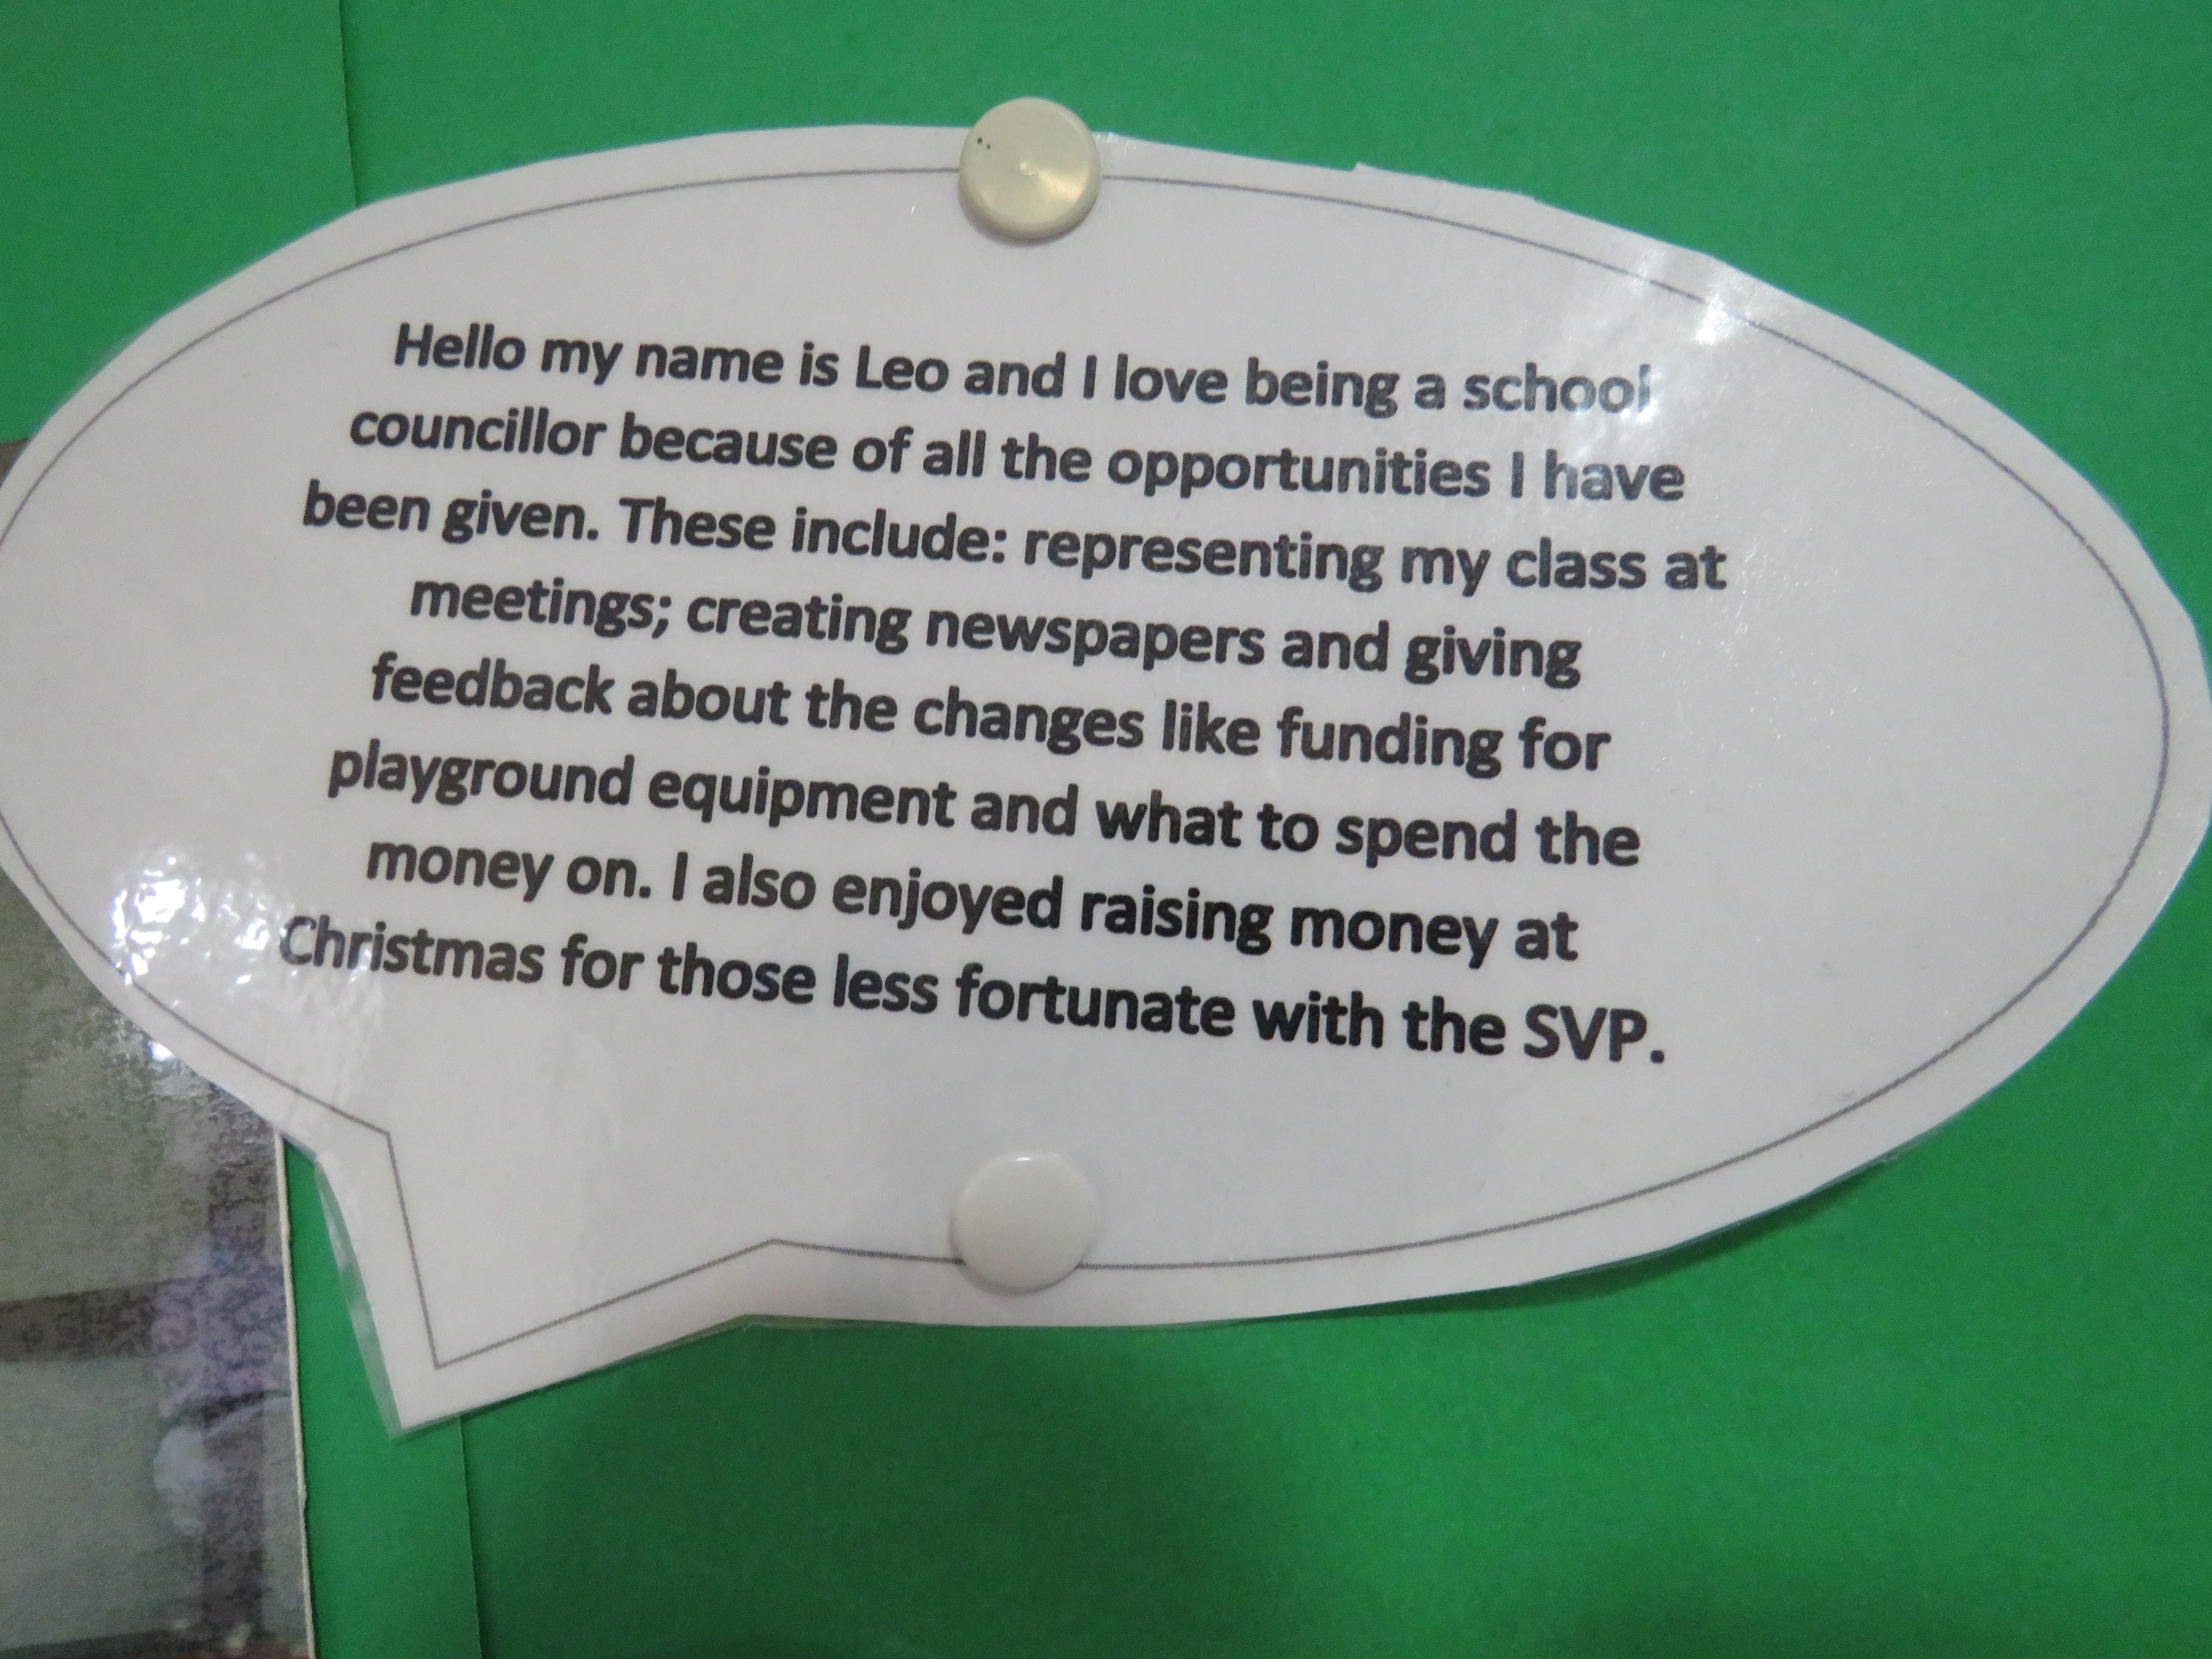 Hello my name is Leo and I love being a school
councillor because of all the opportunities I have
been given. These include: representing my class at
meetings; creating newspapers and giving
feedback about the changes like funding for
playground equipment and what to spend the
money on. I also enjoyed raising money at
Christmas for those less fortunate with the SVP.